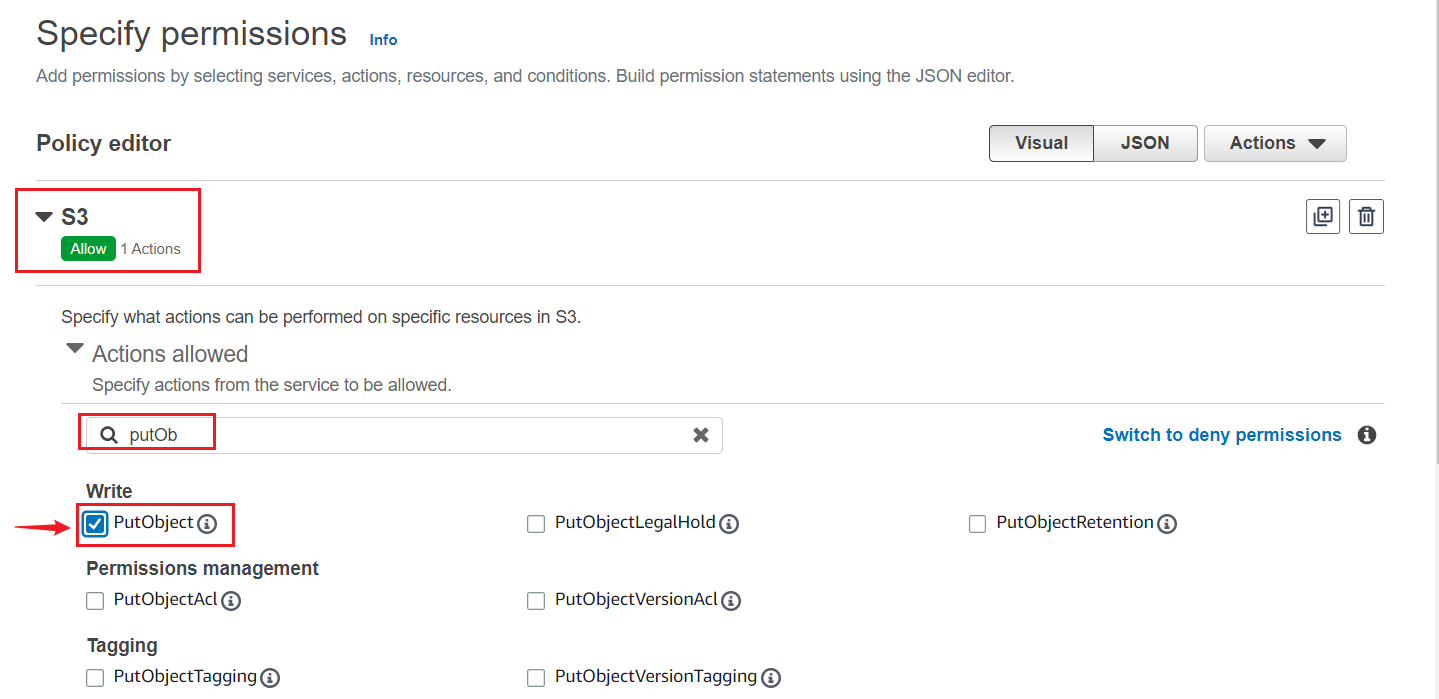 Specify permissions Info
Add permissions by selecting services, actions, resources, and conditions. Build permission statements using the JSON editor.
Policy editor Visual JSON Actions
S3
Allow 1 Actions
Specify what actions can be performed on specific resources in S3.
Actions allowed
Specify actions from the service to be allowed.
putOb Switch to deny permissions
Write
PutObject PutObjectLegalHold PutObjectRetention
Permissions management
PutObjectAcl PutObjectVersionAcl
Tagging
PutObjectTagging PutObjectVersionTagging